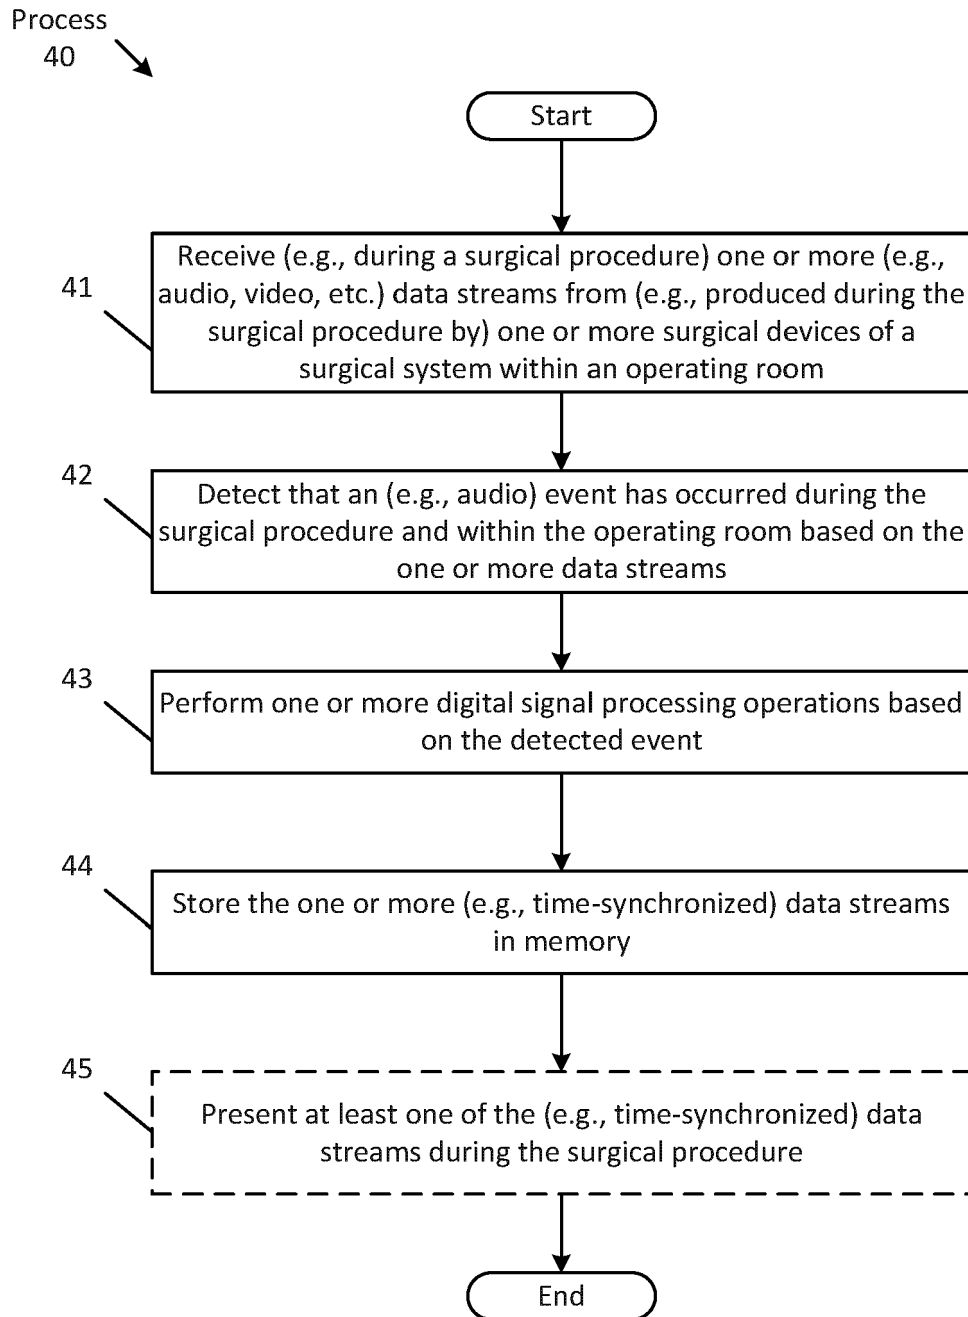 Process
40
Start
41
Receive (e.g., during a surgical procedure) one or more (e.g.,
audio, video, etc.) data streams from (e.g., produced during the
surgical procedure by) one or more surgical devices of a
surgical system within an operating room
42
Detect that an (e.g., audio) event has occurred during the
surgical procedure and within the operating room based on the
one or more data streams
43
Perform one or more digital signal processing operations based
on the detected event
44
Store the one or more (e.g., time-synchronized) data streams
in memory
45
Present at least one of the (e.g., time-synchronized) data
streams during the surgical procedure
End